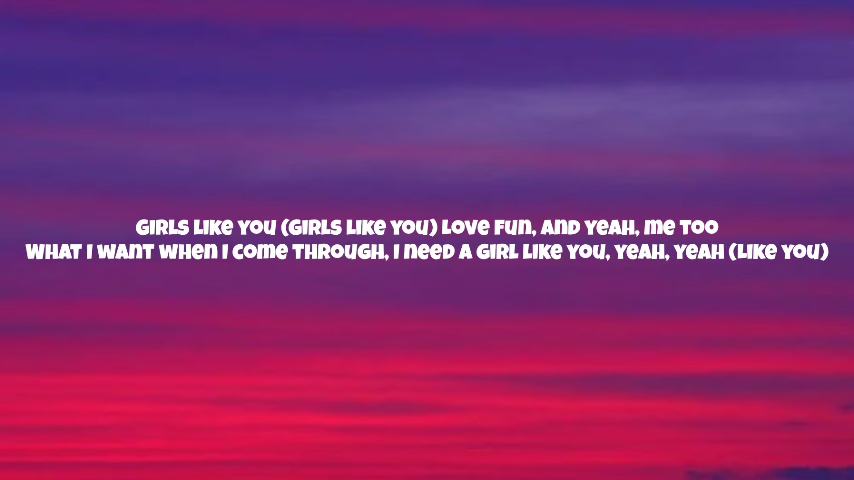 GIRLS LIKE YOU (GIRLS LIKE YOU) LOVE FUN, AND YEAH, ME TOO
WHAT I WANT WHEN I COME THROUGH, I NEED A GIRL LIKE YOU, YEAH, YEAH (LIKE YOU)